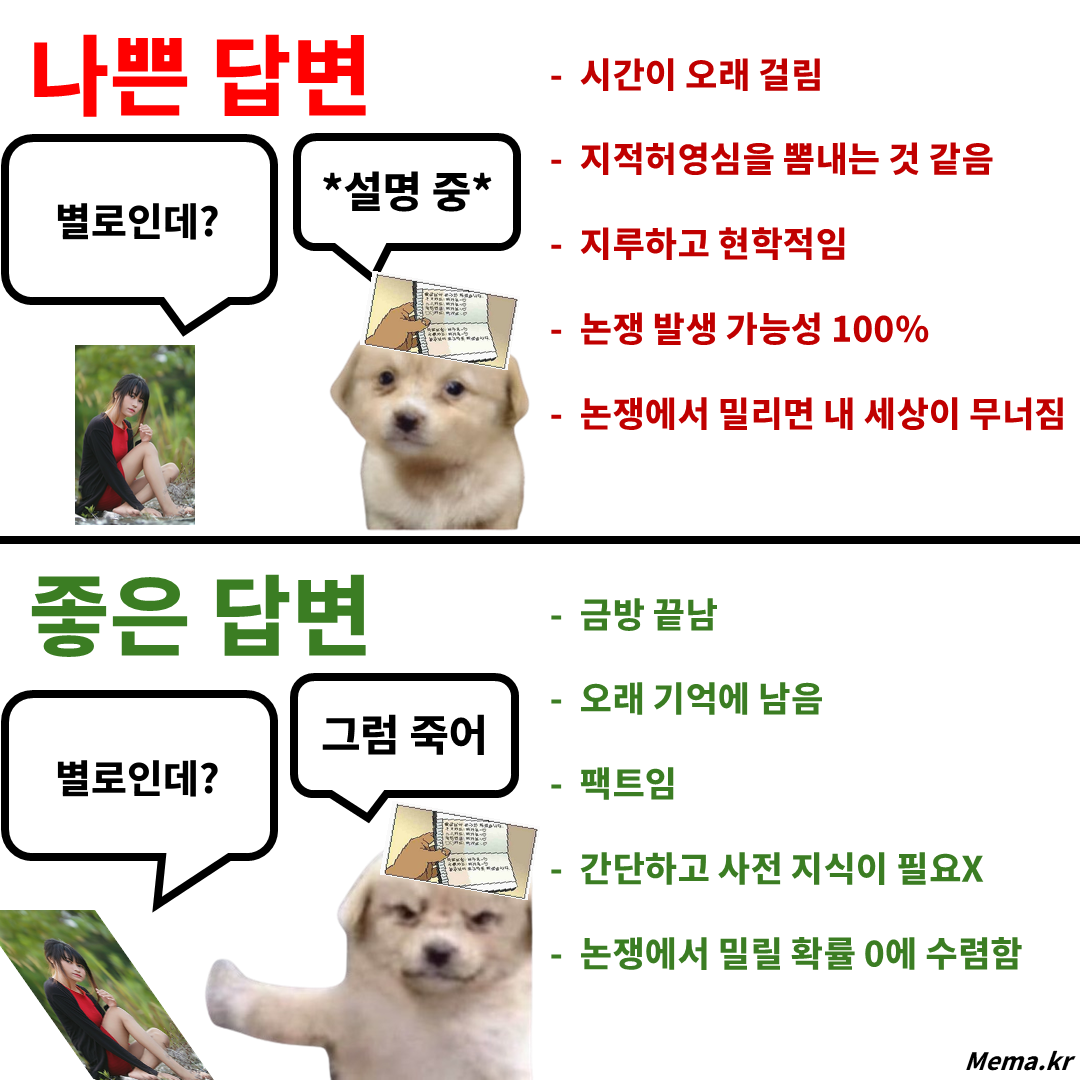 나쁜 답변
별로인데?
*설명 중*
- 시간이 오래 걸림
- 지적허영심을 뽐내는 것 같음
- 지루하고 현학적임
- 논쟁 발생 가능성 100%
- 논쟁에서 밀리면 내 세상이 무너짐
좋은 답변
별로인데?
그럼 죽어
- 금방 끝남
- 오래 기억에 남음
- 팩트임
- 간단하고 사전 지식이 필요X
- 논쟁에서 밀릴 확률 0에 수렴함
Mema.kr